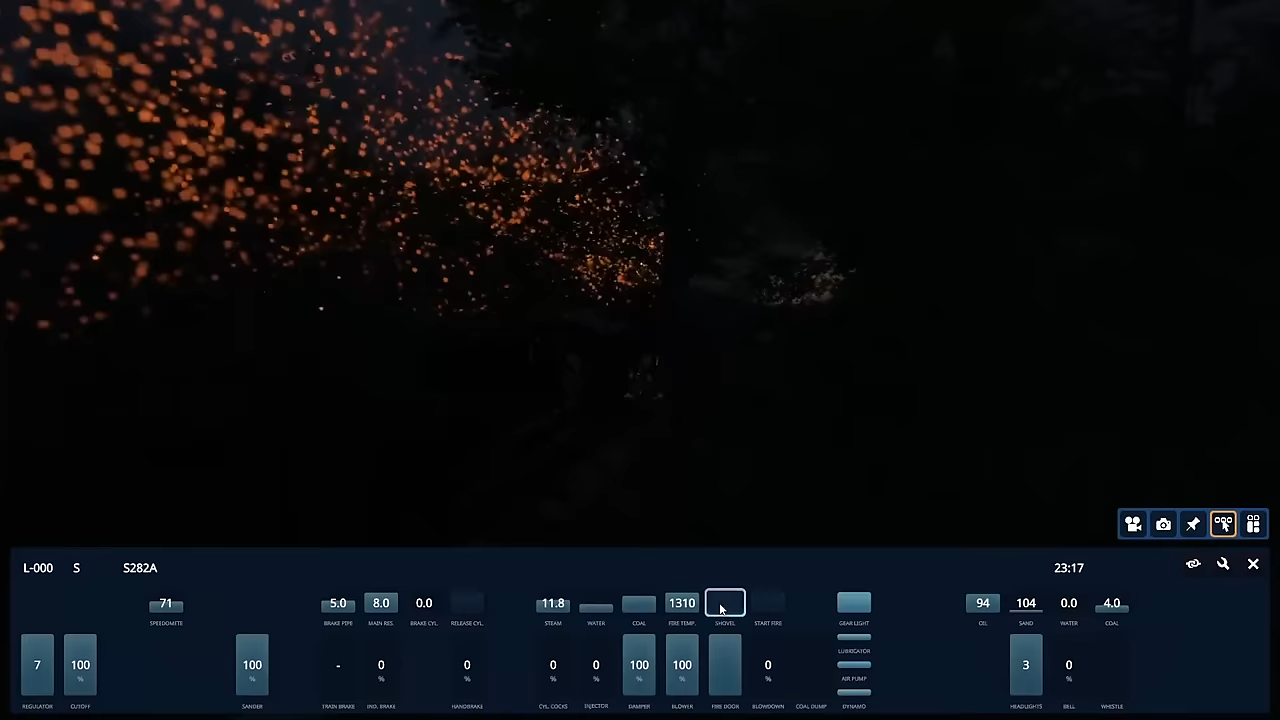 L-000 S S282A 23:17
71 5.0 8.0 0.0 11.8 1310 94 104 0.0 4.0
SPEEDOMETE BRAKE PIPE MAIN RES. BRAKE CYL. RELEASE CYL. STEAM WATER COAL FIRE TEMP. SHOVEL START FIRE GEAR LIGHT OIL SAND WATER COAL
LUBRICATOR
7 100 % 100 - 0 % 0 % 0 % 0 % 100 % 100 % 0 % 3 0 %
AIR PUMP
REGULATOR CUTOFF SANDER TRAIN BRAKE IND. BRAKE HANDBRAKE CYL. COCKS INJECTOR DAMPER BLOWER FIRE DOOR BLOWDOWN COAL DUMP DYNAMO HEADLIGHTS BELL WHISTLE